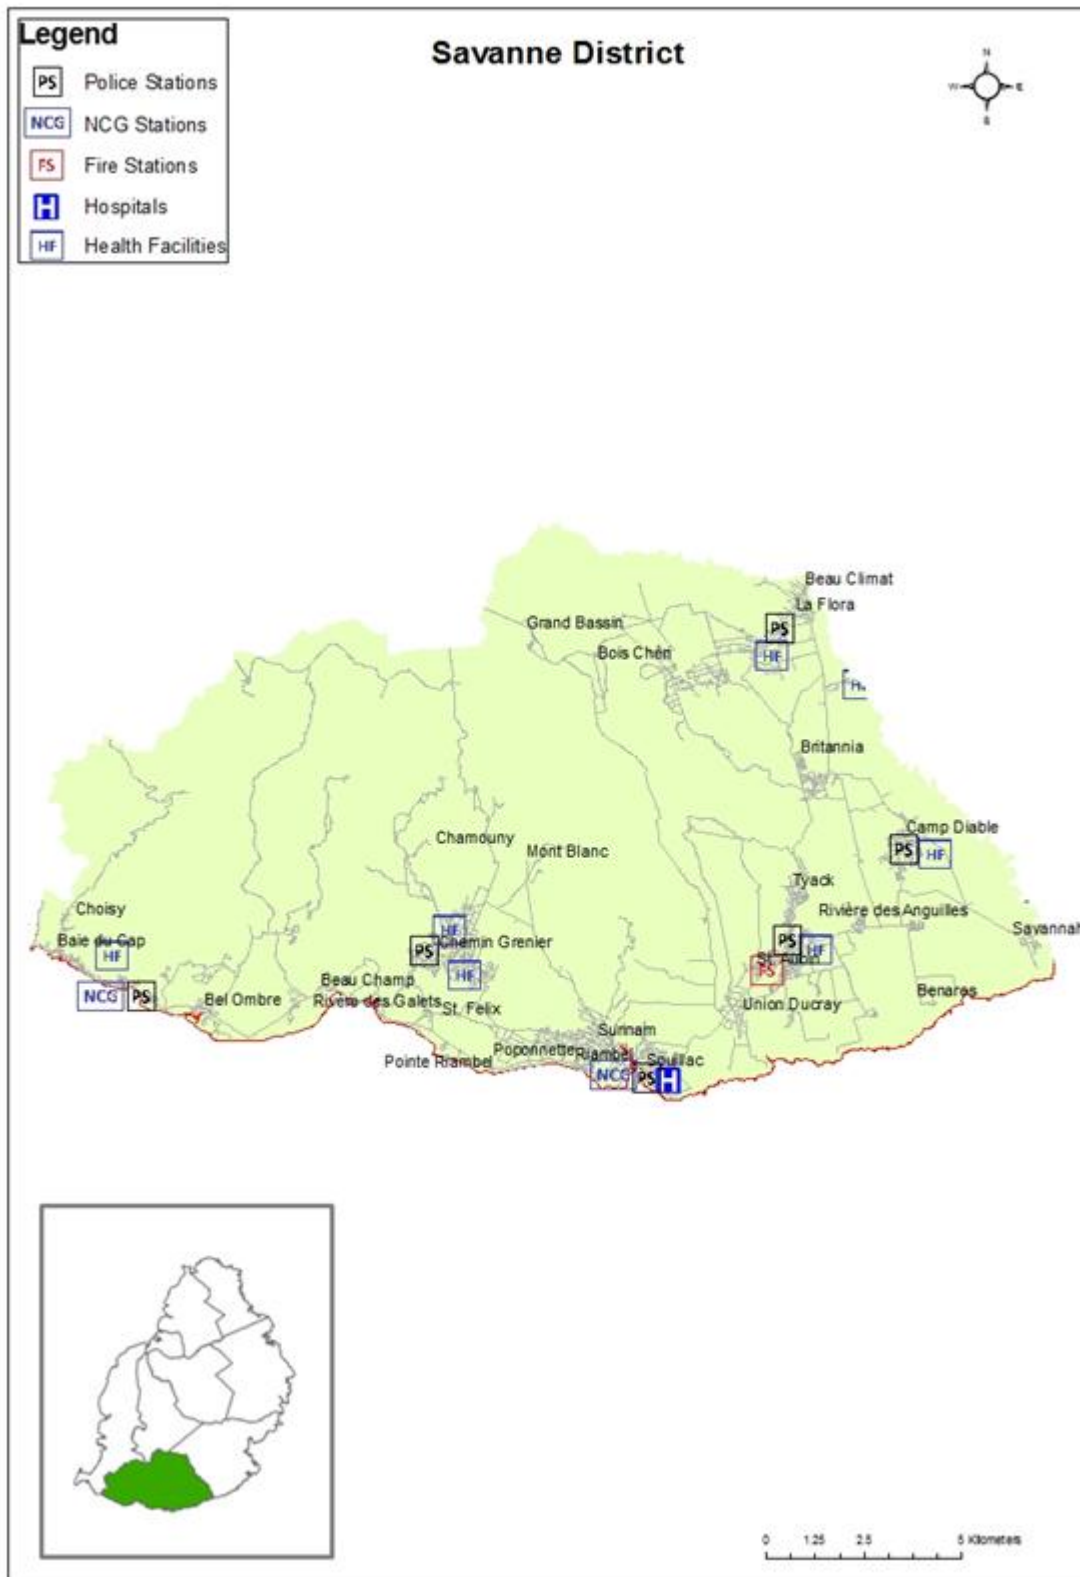 Legend
Savanne District
PS Police Stations
NCG NCG Stations
FS Fire Stations
H Hospitals
HF Health Facilities
N
W E
S
Beau Climat
La Flora
PS
Grand Bassin
HF
Bois Chéri
Britannia
Camp Diable
PS HF
Chamouny
Mont Blanc
Tyack
Choisy
Rivière des Anguilles
Savannah
Baie du Cap
HF
HF
PS Chemin Grenier
PS HF
St. Aubin
FS
HF
Beau Champ
NCG PS
Bel Ombre
Rivière des Galets
St. Felix
Benares
Union Ducray
Surinam
Poponnette
Riambel
Souillac
Pointe Riambel
NCG PS H
0 1.25 2.5 5 Kilometers